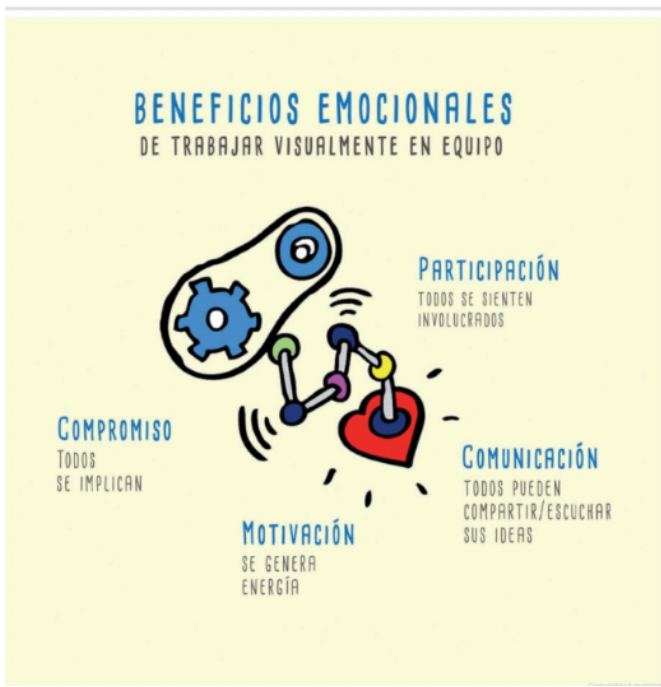 BENEFICIOS EMOCIONALES
DE TRABAJAR VISUALMENTE EN EQUIPO
PARTICIPACIÓN
TODOS SE SIENTEN
INVOLUCRADOS
COMPROMISO
TODOS
SE IMPLICAN
COMUNICACIÓN
TODOS PUEDEN
COMPARTIR/ESCUCHAR
SUS IDEAS
MOTIVACIÓN
SE GENERA
ENERGÍA